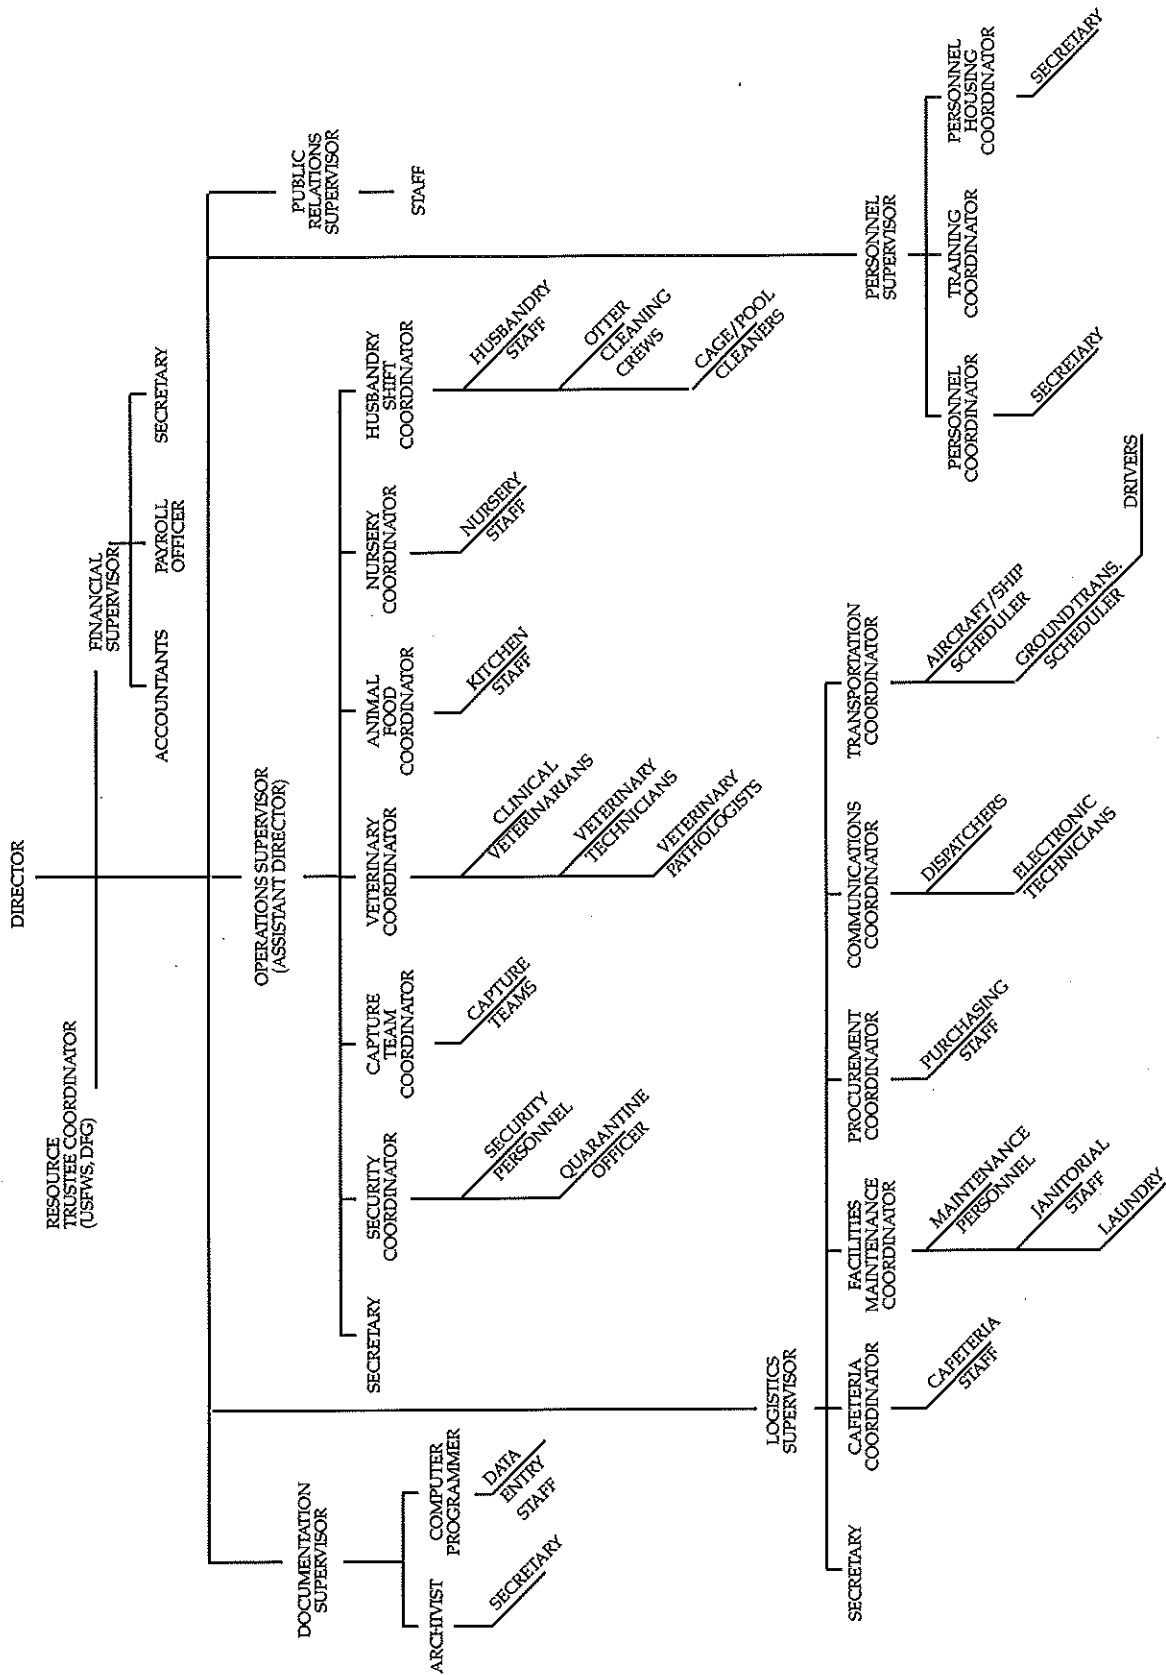 DIRECTOR
RESOURCE
TRUSTEE COORDINATOR
(USFWS, DFG)
FINANCIAL
SUPERVISOR
ACCOUNTANTS
PAYROLL
OFFICER
SECRETARY
DOCUMENTATION
SUPERVISOR
ARCHIVIST
SECRETARY
COMPUTER
PROGRAMMER
DATA
ENTRY
STAFF
OPERATIONS SUPERVISOR
(ASSISTANT DIRECTOR)
SECRETARY
SECURITY
COORDINATOR
SECURITY
PERSONNEL
QUARANTINE
OFFICER
CAPTURE
TEAM
COORDINATOR
CAPTURE
TEAMS
VETERINARY
COORDINATOR
CLINICAL
VETERINARIANS
VETERINARY
TECHNICIANS
VETERINARY
PATHOLOGISTS
ANIMAL
FOOD
COORDINATOR
KITCHEN
STAFF
NURSERY
COORDINATOR
NURSERY
STAFF
HUSBANDRY
SHIFT
COORDINATOR
HUSBANDRY
STAFF
OTTER
CLEANING
CREWS
CAGE/POOL
CLEANERS
PUBLIC
RELATIONS
SUPERVISOR
STAFF
LOGISTICS
SUPERVISOR
SECRETARY
CAFETERIA
COORDINATOR
CAFETERIA
STAFF
FACILITIES
MAINTENANCE
COORDINATOR
MAINTENANCE
PERSONNEL
JANITORIAL
STAFF
LAUNDRY
PROCUREMENT
COORDINATOR
PURCHASING
STAFF
COMMUNICATIONS
COORDINATOR
DISPATCHERS
ELECTRONIC
TECHNICIANS
TRANSPORTATION
COORDINATOR
AIRCRAFT/SHIP
SCHEDULER
GROUND TRANS.
SCHEDULER
DRIVERS
PERSONNEL
SUPERVISOR
PERSONNEL
COORDINATOR
SECRETARY
TRAINING
COORDINATOR
PERSONNEL
HOUSING
COORDINATOR
SECRETARY